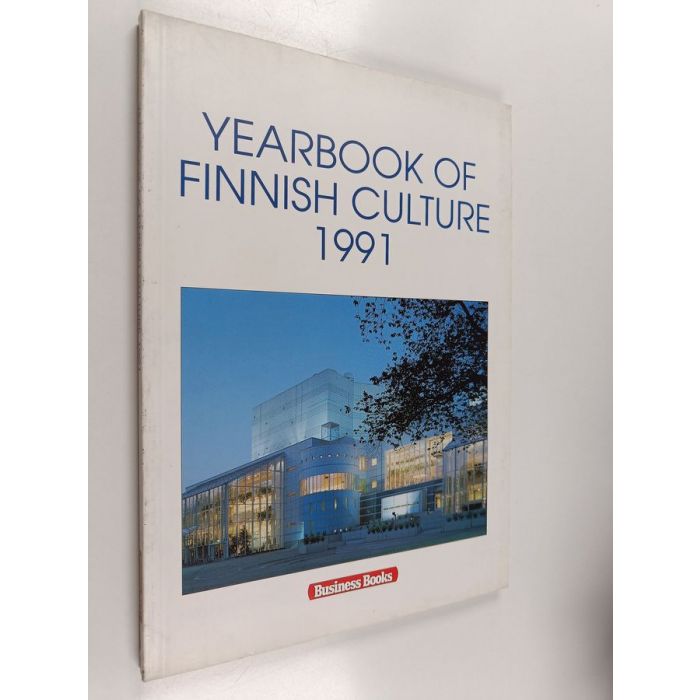 YEARBOOK OF
FINNISH CULTURE
1991
Business Books